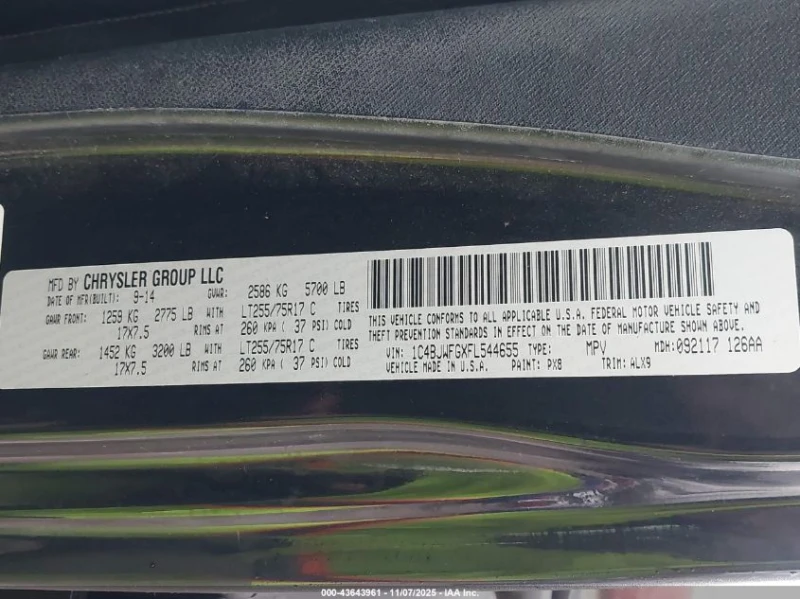 MFD BY CHRYSLER GROUP LLC
DATE OF MFR(BUILT): 9-14 GVWR: 2586 KG 5700 LB
GAWR FRONT: 1259 KG 2775 LB WITH LT255/75R17 C TIRES
17X7.5 RIMS AT 260 KPA ( 37 PSI) COLD
GAWR REAR: 1452 KG 3200 LB WITH LT255/75R17 C TIRES
17X7.5 RIMS AT 260 KPA ( 37 PSI) COLD
THIS VEHICLE CONFORMS TO ALL APPLICABLE U.S.A. FEDERAL MOTOR VEHICLE SAFETY AND
THEFT PREVENTION STANDARDS IN EFFECT ON THE DATE OF MANUFACTURE SHOWN ABOVE.
VIN: 1C4BJWFGXFL544655 TYPE: MPV MDH:092117 126AA
VEHICLE MADE IN U.S.A. PAINT: PX8 TRIM: ALX9
000-43643961 - 11/07/2025 - IAA Inc.